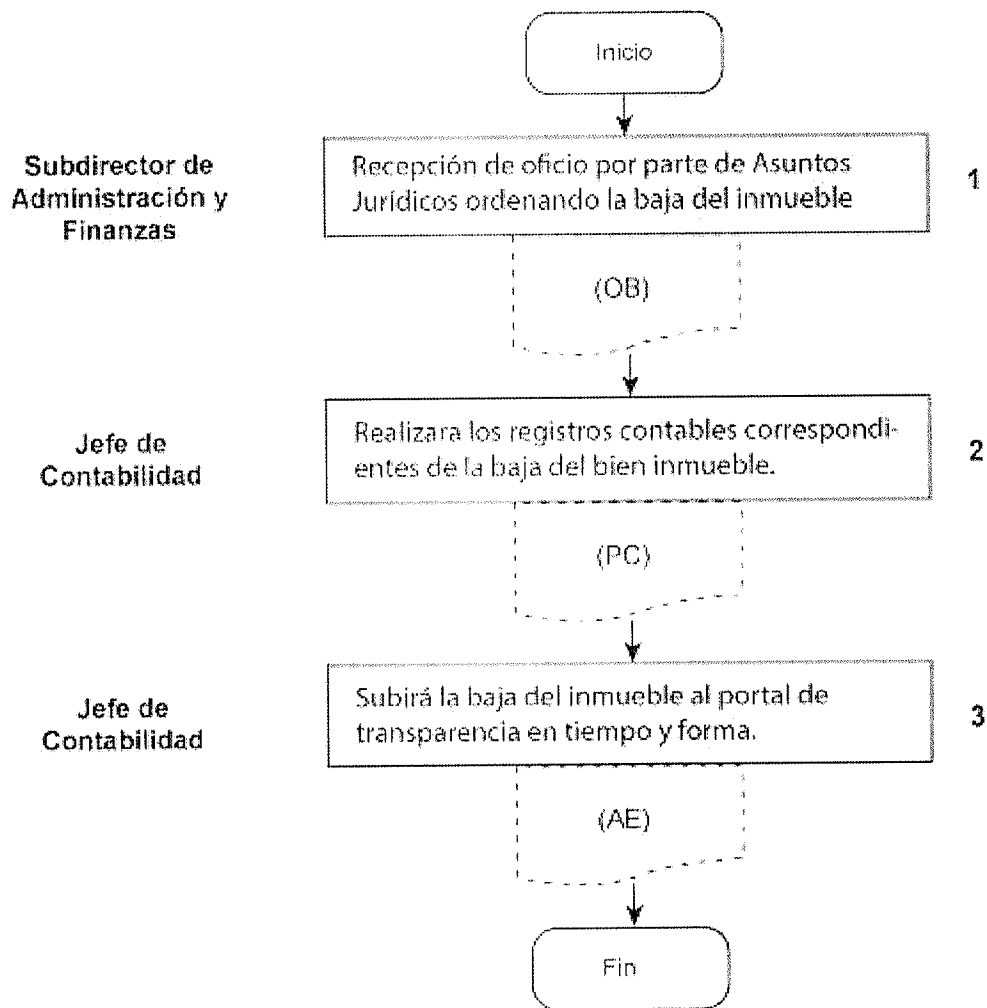 Inicio
Subdirector de
Administración y
Finanzas
Recepción de oficio por parte de Asuntos
Jurídicos ordenando la baja del inmueble
1
(OB)
Jefe de
Contabilidad
Realizara los registros contables correspondi-
entes de la baja del bien inmueble.
2
(PC)
Jefe de
Contabilidad
Subirá la baja del inmueble al portal de
transparencia en tiempo y forma.
3
(AE)
Fin